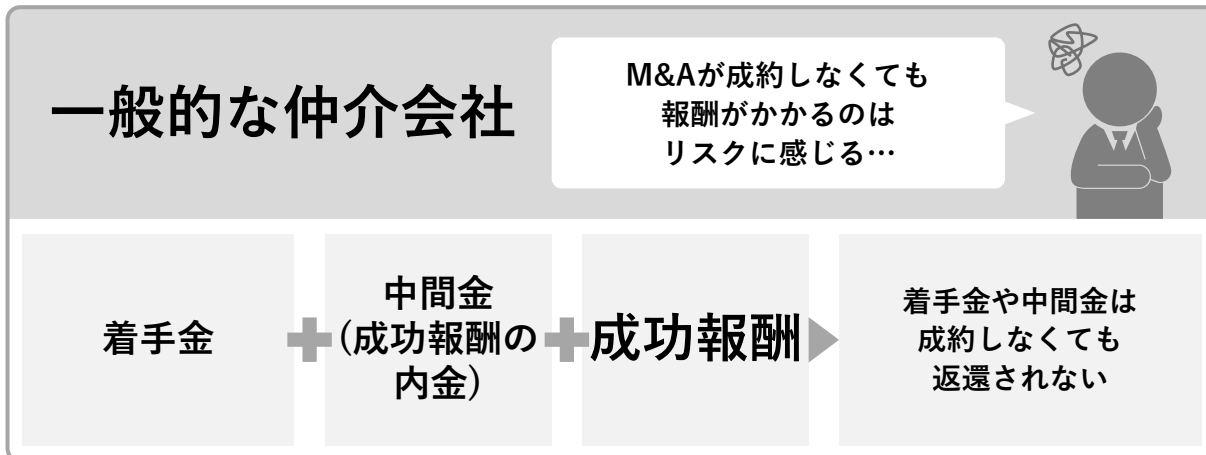 一般的な仲介会社
M&Aが成約しなくても
報酬がかかるのは
リスクに感じる…
着手金
中間金
(成功報酬の
内金)
成功報酬
着手金や中間金は
成約しなくても
返還されない